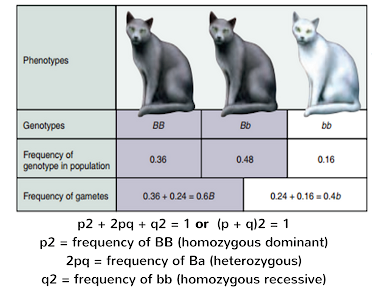 Phenotypes
Genotypes BB Bb bb
Frequency of
genotype in population 0.36 0.48 0.16
Frequency of gametes 0.36 + 0.24 = 0.6B 0.24 + 0.16 = 0.4b
p2 + 2pq + q2 = 1 or (p + q)2 = 1
p2 = frequency of BB (homozygous dominant)
2pq = frequency of Ba (heterozygous)
q2 = frequency of bb (homozygous recessive)